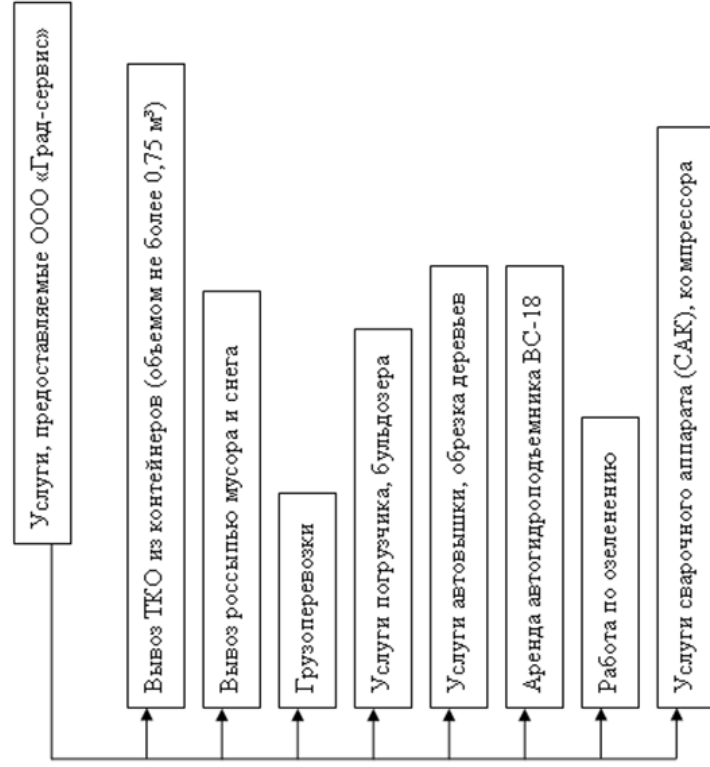 Услуги, предоставляемые ООО «Град-сервис»
Вывоз ТКО из контейнеров (объемом не более 0,75 м³)
Вывоз россыпью мусора и снега
Грузоперевозки
Услуги погрузчика, бульдозера
Услуги автовышки, обрезка деревьев
Аренда автогидроподъемника ВС-18
Работа по озеленению
Услуги сварочного аппарата (САК), компрессора